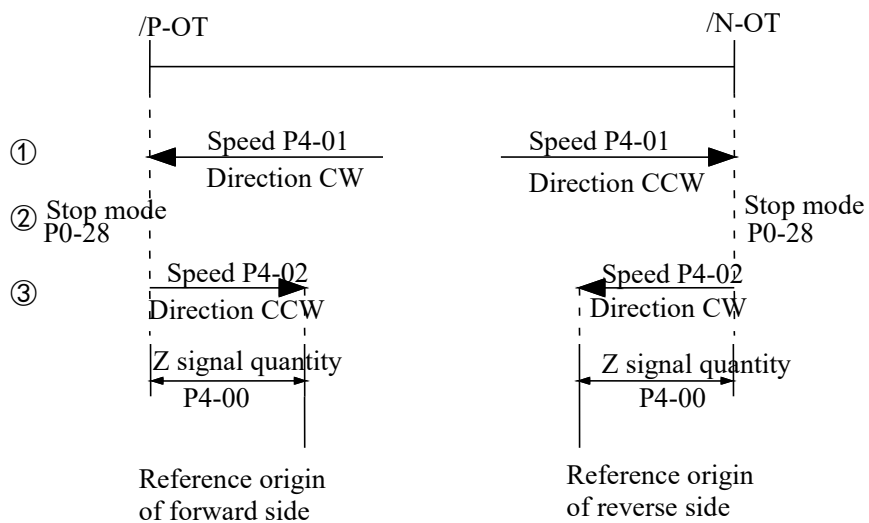 /P-OT
/N-OT
①
Speed P4-01
Direction CW
Speed P4-01
Direction CCW
②
Stop mode
P0-28
Stop mode
P0-28
③
Speed P4-02
Direction CCW
Speed P4-02
Direction CW
Z signal quantity
P4-00
Z signal quantity
P4-00
Reference origin
of forward side
Reference origin
of reverse side